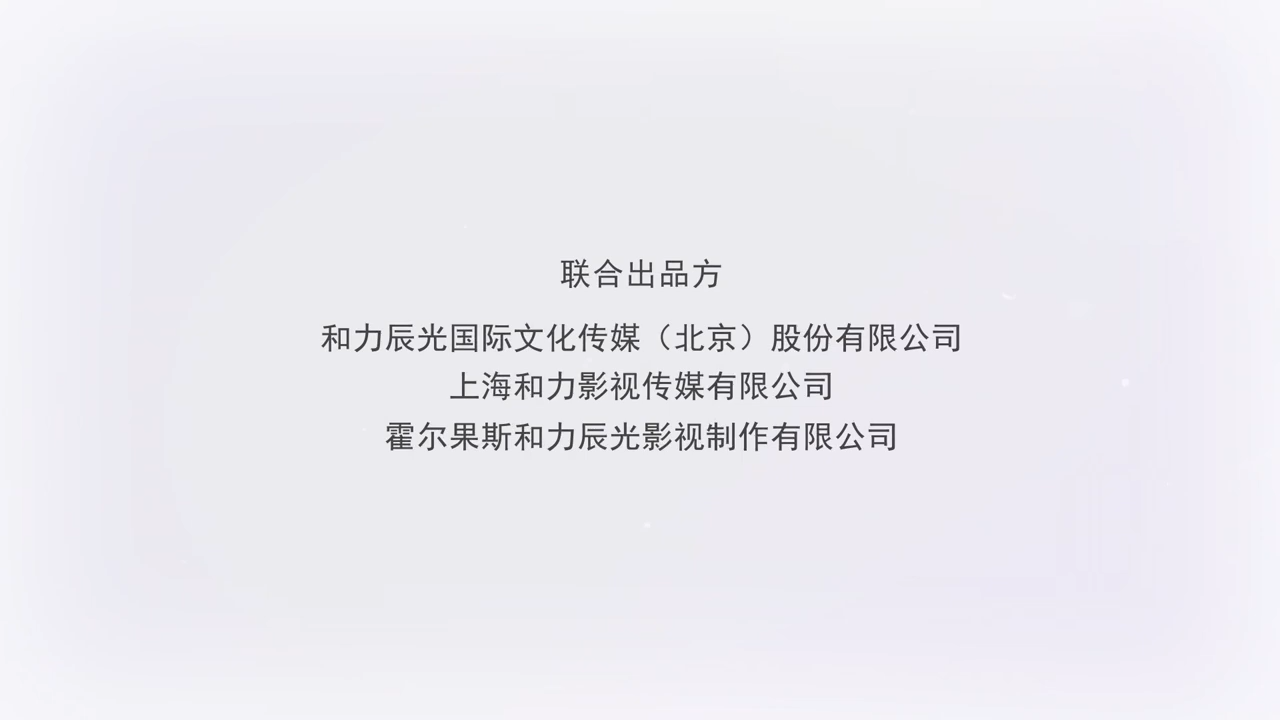 联合出品方
和力辰光国际文化传媒（北京）股份有限公司
上海和力影视传媒有限公司
霍尔果斯和力辰光影视制作有限公司